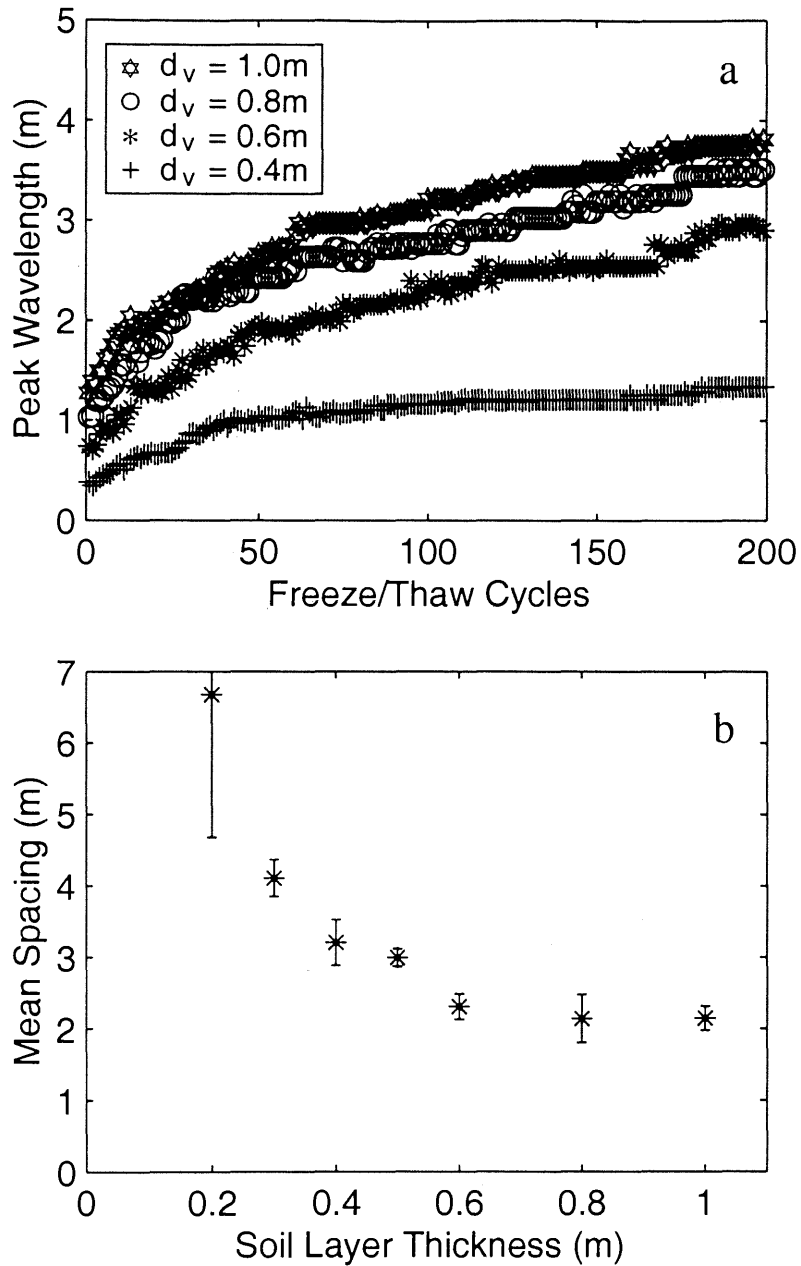 5
a
d_v = 1.0m
d_v = 0.8m
d_v = 0.6m
d_v = 0.4m
4
3
2
1
0
Peak Wavelength (m)
0 50 100 150 200
Freeze/Thaw Cycles
7
b
6
5
4
3
2
1
0
Mean Spacing (m)
0 0.2 0.4 0.6 0.8 1
Soil Layer Thickness (m)